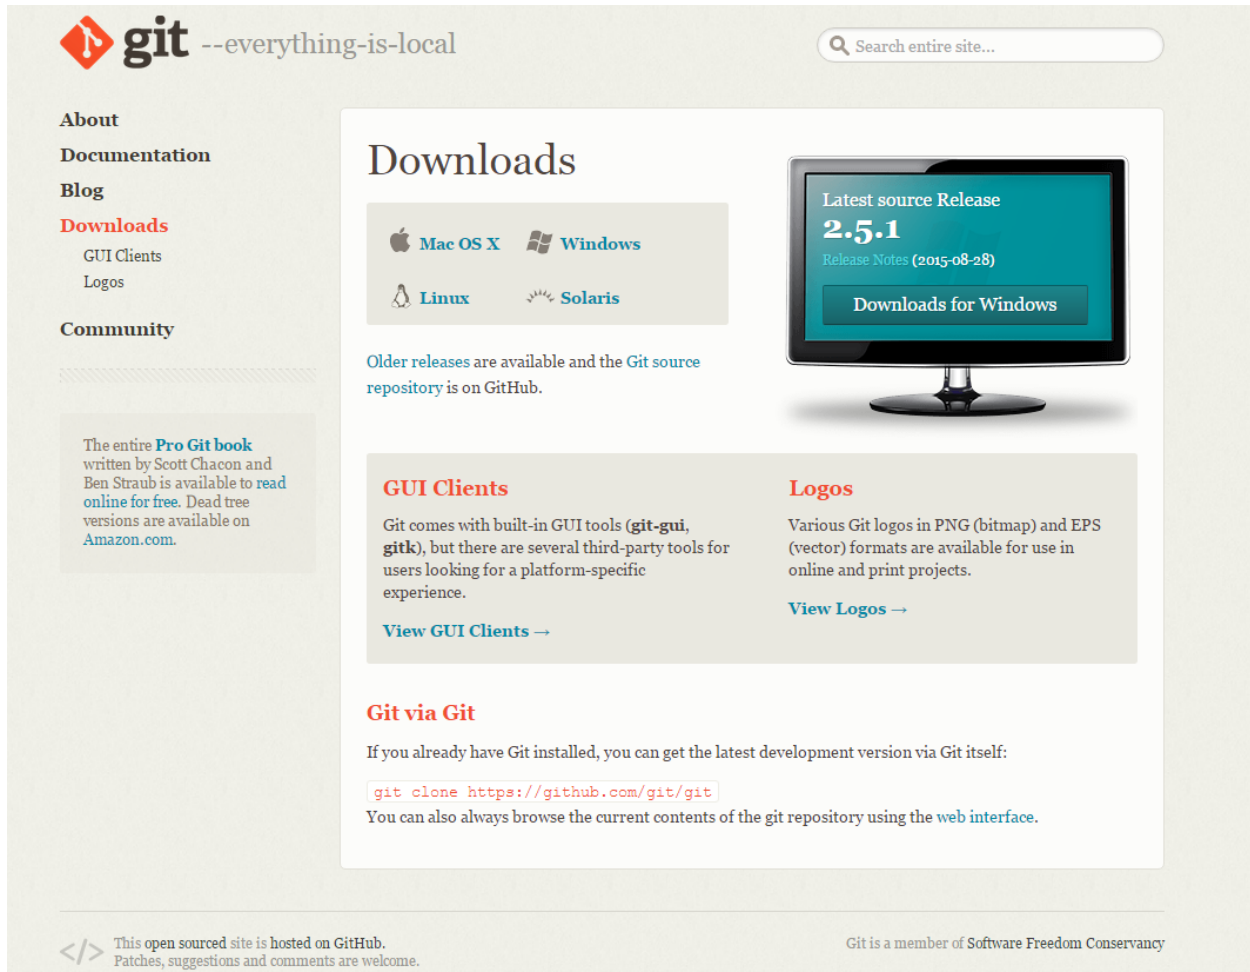 git --everything-is-local
Search entire site...
About
Documentation
Blog
Downloads
GUI Clients
Logos
Community
The entire Pro Git book
written by Scott Chacon and
Ben Straub is available to read
online for free. Dead tree
versions are available on
Amazon.com.
Downloads
Mac OS X
Windows
Linux
Solaris
Older releases are available and the Git source
repository is on GitHub.
Latest source Release
2.5.1
Release Notes (2015-08-28)
Downloads for Windows
GUI Clients
Git comes with built-in GUI tools (git-gui,
gitk), but there are several third-party tools for
users looking for a platform-specific
experience.
View GUI Clients →
Logos
Various Git logos in PNG (bitmap) and EPS
(vector) formats are available for use in
online and print projects.
View Logos →
Git via Git
If you already have Git installed, you can get the latest development version via Git itself:
git clone https://github.com/git/git
You can also always browse the current contents of the git repository using the web interface.
</> This open sourced site is hosted on GitHub.
Patches, suggestions and comments are welcome.
Git is a member of Software Freedom Conservancy